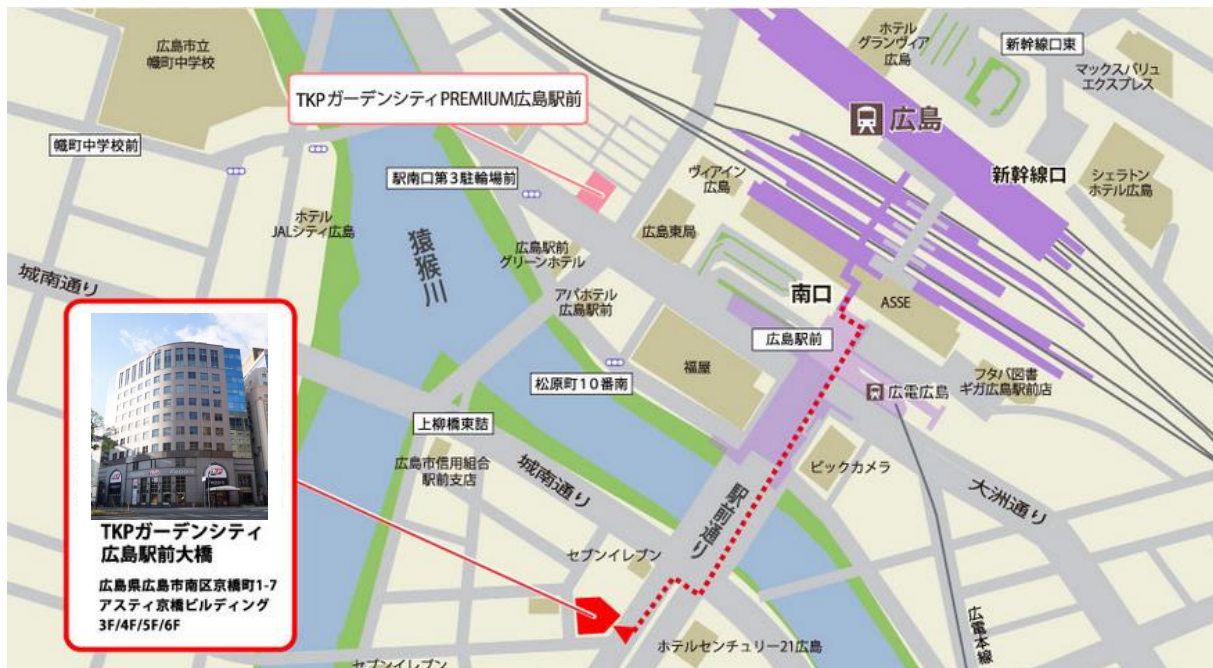 広島市立
幟町中学校
TKPガーデンシティPREMIUM広島駅前
幟町中学校前
駅南口第3駐輪場前
ホテル
JALシティ広島
猿猴川
城南通り
広島駅前
グリーンホテル
アパホテル
広島駅前
ホテル
グランヴィア
広島
新幹線口東
マックスバリュ
エクスプレス
広島
新幹線口
シェラトン
ホテル広島
ヴィアイン
広島
広島東局
南口
ASSE
広島駅前
福屋
松原町10番南
広電広島
フタバ図書
ギガ広島駅前店
上柳橋東詰
広島市信用組合
駅前支店
城南通り
ビックカメラ
大洲通り
駅前通り
セブンイレブン
TKPガーデンシティ
広島駅前大橋
広島県広島市南区京橋町1-7
アスティ京橋ビルディング
3F/4F/5F/6F
ホテルセンチュリー21広島
広電本線
セブンイレブン